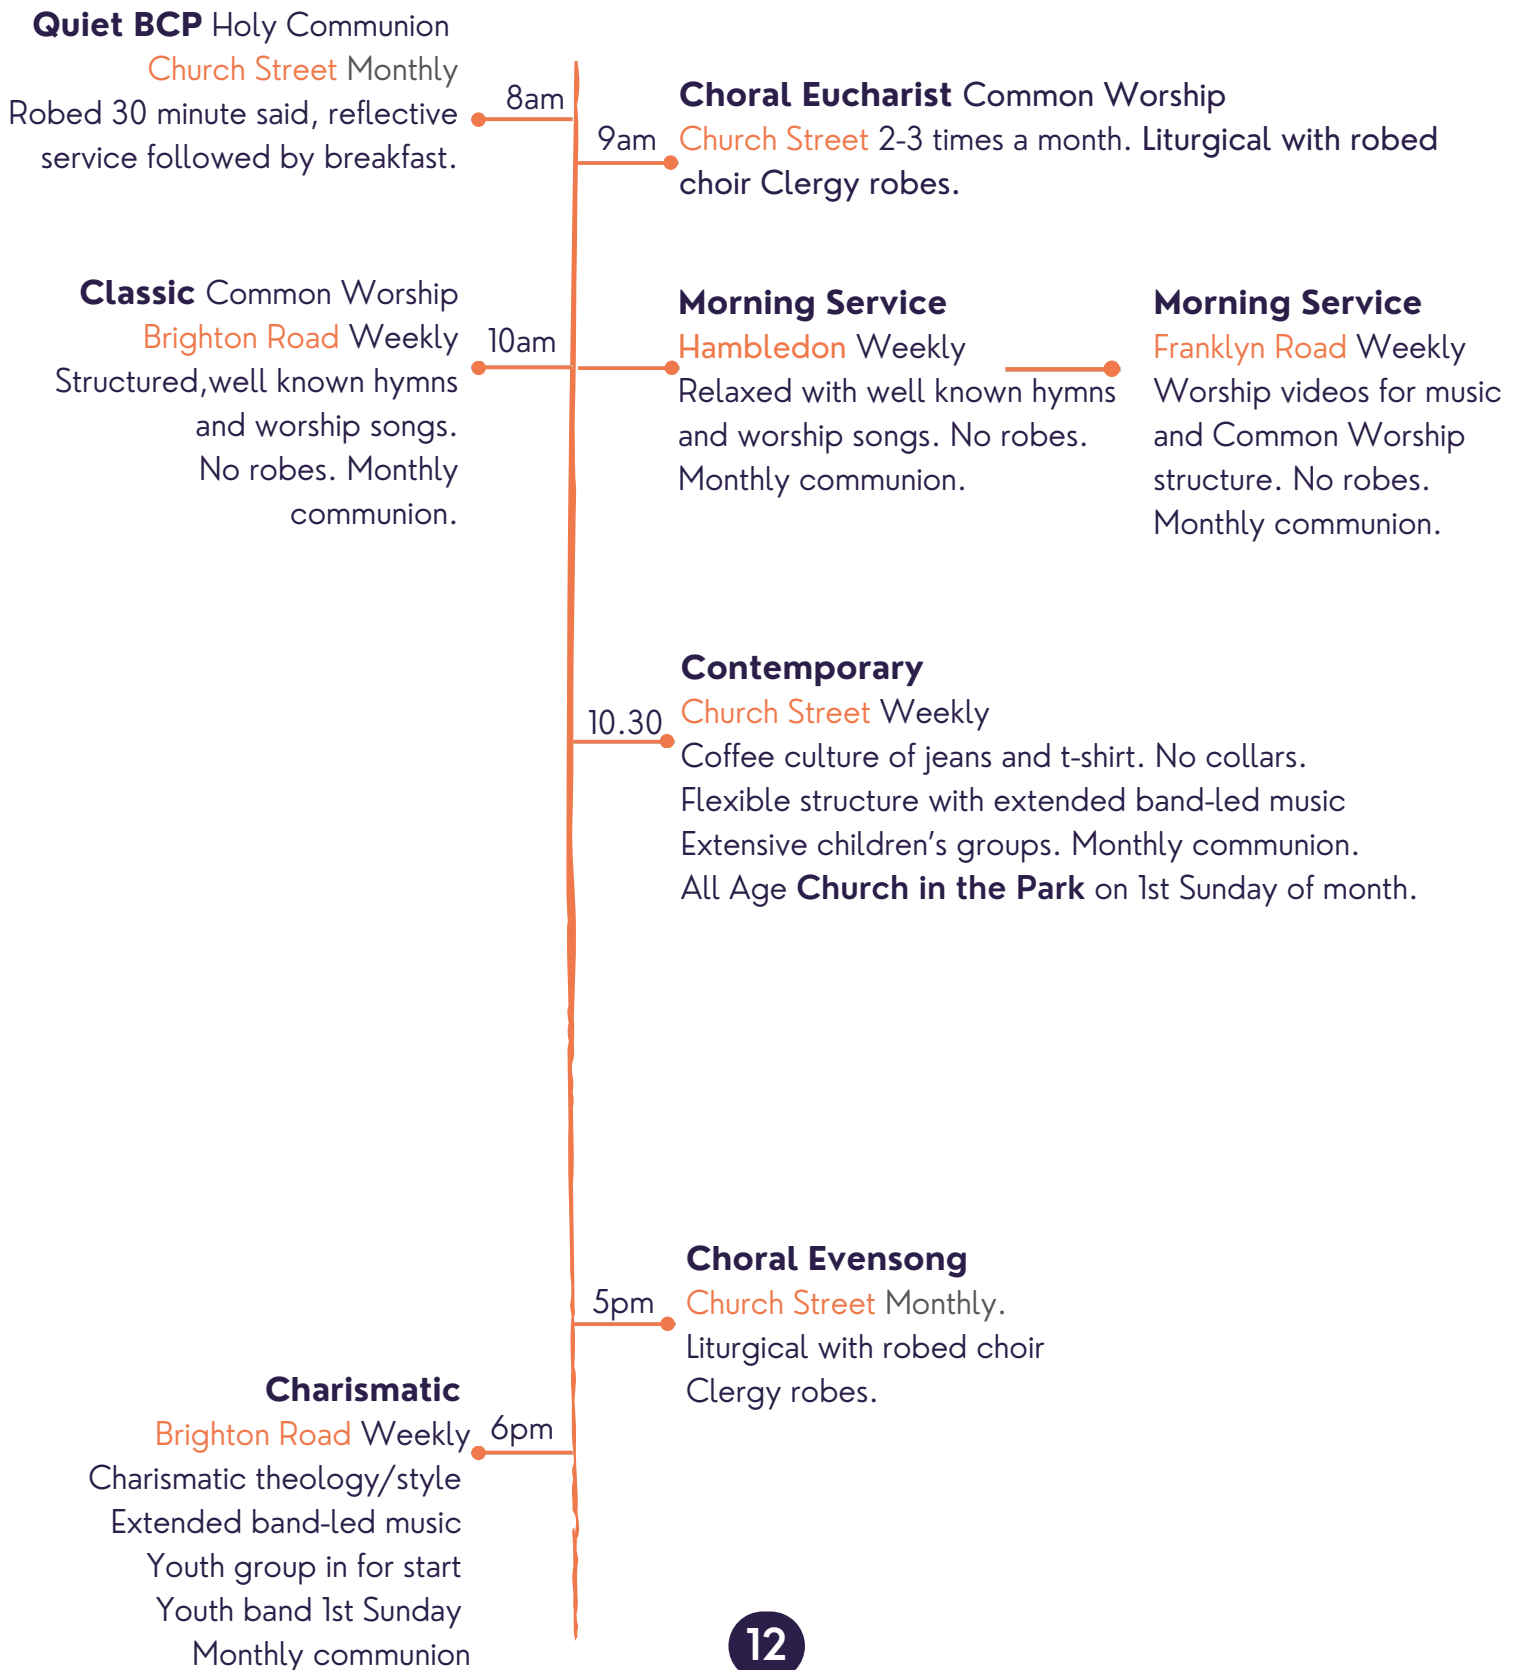 Quiet BCP Holy Communion
Church Street Monthly
Robed 30 minute said, reflective
service followed by breakfast.
8am
9am
Choral Eucharist Common Worship
Church Street 2-3 times a month. Liturgical with robed
choir Clergy robes.
Classic Common Worship
Brighton Road Weekly
Structured,well known hymns
and worship songs.
No robes. Monthly
communion.
10am
Morning Service
Hambledon Weekly
Relaxed with well known hymns
and worship songs. No robes.
Monthly communion.
Morning Service
Franklyn Road Weekly
Worship videos for music
and Common Worship
structure. No robes.
Monthly communion.
10.30
Contemporary
Church Street Weekly
Coffee culture of jeans and t-shirt. No collars.
Flexible structure with extended band-led music
Extensive children's groups. Monthly communion.
All Age Church in the Park on 1st Sunday of month.
5pm
Choral Evensong
Church Street Monthly.
Liturgical with robed choir
Clergy robes.
Charismatic
Brighton Road Weekly
6pm
Charismatic theology/style
Extended band-led music
Youth group in for start
Youth band 1st Sunday
Monthly communion
12